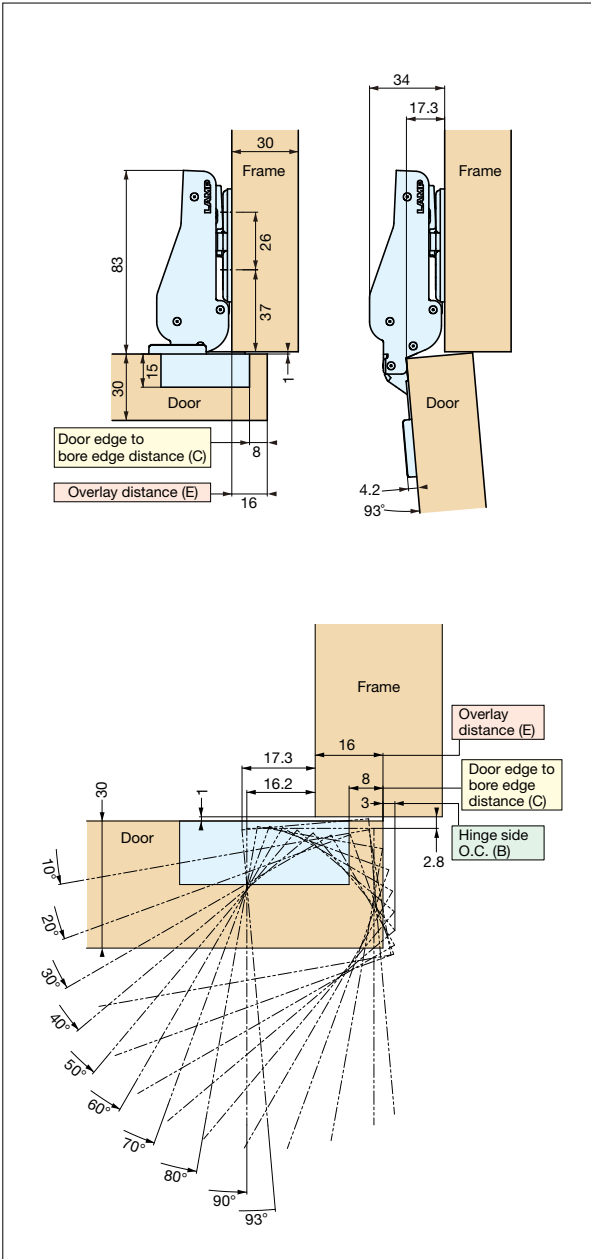 34
17.3
30
Frame
Frame
LAMP
83
26
37
15
30
1
Door
Door
Door edge to
bore edge distance (C)
8
Overlay distance (E)
16
4.2
93°
Frame
Overlay
distance (E)
16
17.3
16.2
8
Door edge to
bore edge
distance (C)
1
3
30
Door
Hinge side
O.C. (B)
2.8
10°
20°
30°
40°
50°
60°
70°
80°
90°
93°